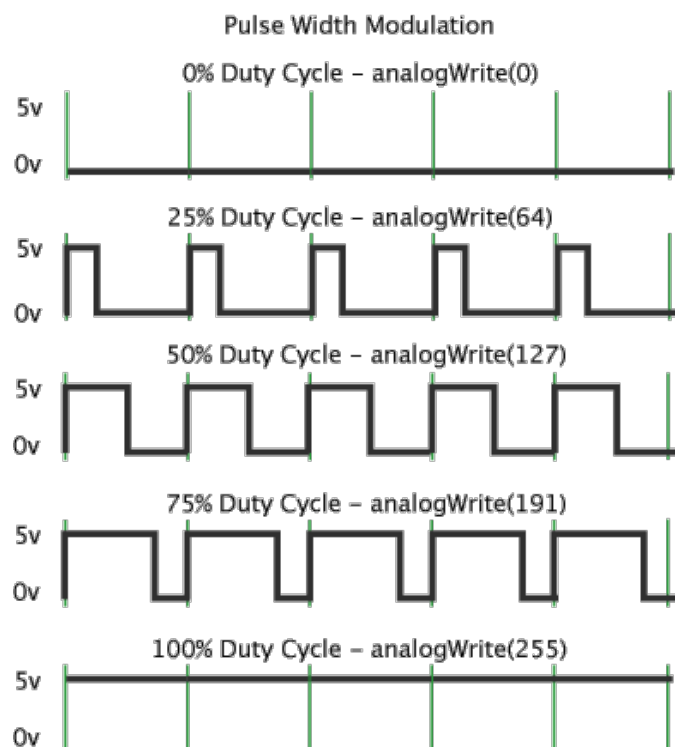 Pulse Width Modulation
0% Duty Cycle – analogWrite(0)
5v
0v
25% Duty Cycle – analogWrite(64)
5v
0v
50% Duty Cycle – analogWrite(127)
5v
0v
75% Duty Cycle – analogWrite(191)
5v
0v
100% Duty Cycle – analogWrite(255)
5v
0v